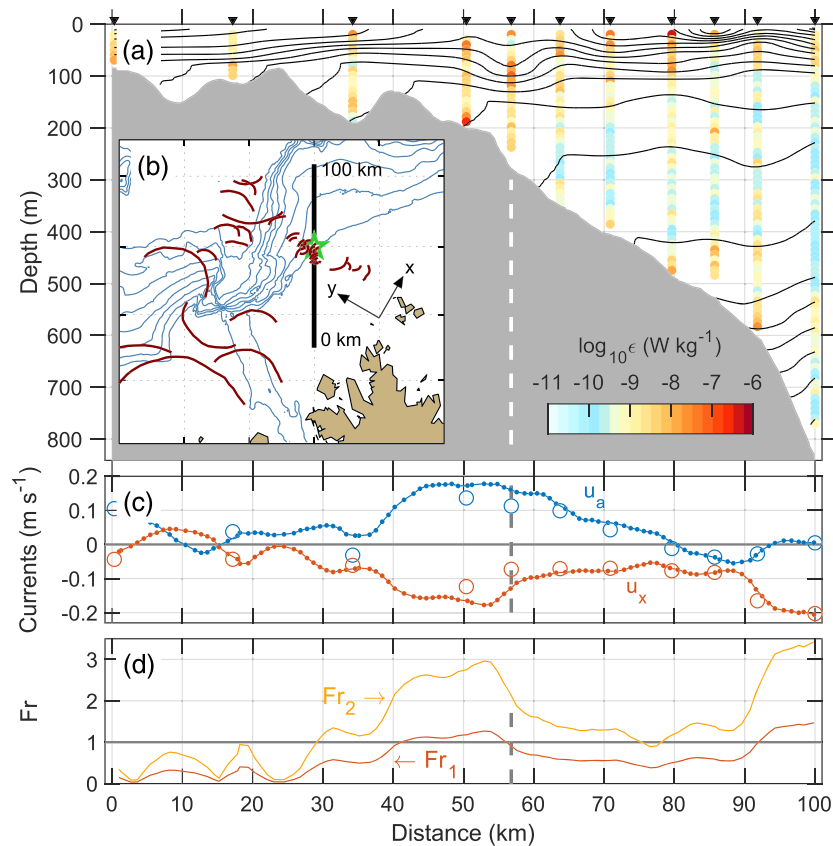 0
100
200
300
400
500
600
700
800
Depth (m)
(a)
(b)
100 km
x
y
0 km
log10 ϵ (W kg-1)
-11 -10 -9 -8 -7 -6
0.2
0.1
0
-0.1
-0.2
Currents (m s-1)
(c)
ua
ux
3
2
1
0
Fr
(d)
Fr2 →
← Fr1
0 10 20 30 40 50 60 70 80 90 100
Distance (km)